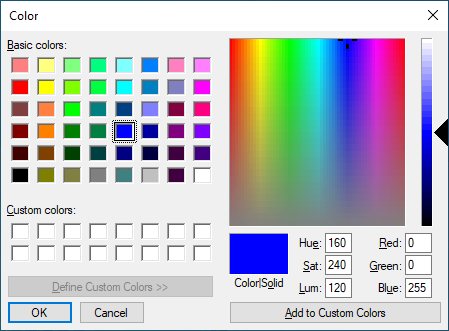 Color
Basic colors:
Custom colors:
Define Custom Colors >>
OK
Cancel
Hue: 160
Red: 0
Sat: 240
Green: 0
Color|Solid
Lum: 120
Blue: 255
Add to Custom Colors